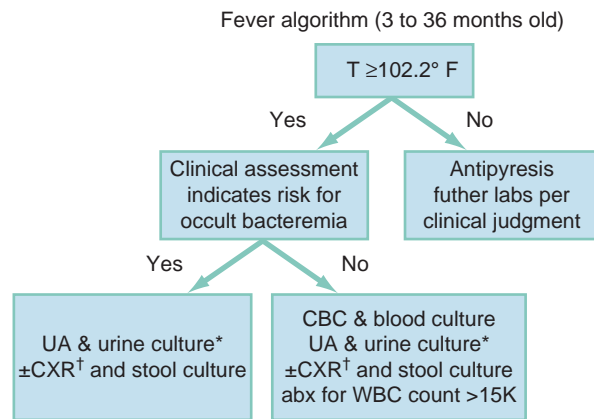 Fever algorithm (3 to 36 months old)
T ≥102.2° F
Yes
No
Clinical assessment
indicates risk for
occult bacteremia
Antipyresis
futher labs per
clinical judgment
Yes
No
UA & urine culture*
±CXR† and stool culture
CBC & blood culture
UA & urine culture*
±CXR† and stool culture
abx for WBC count >15K